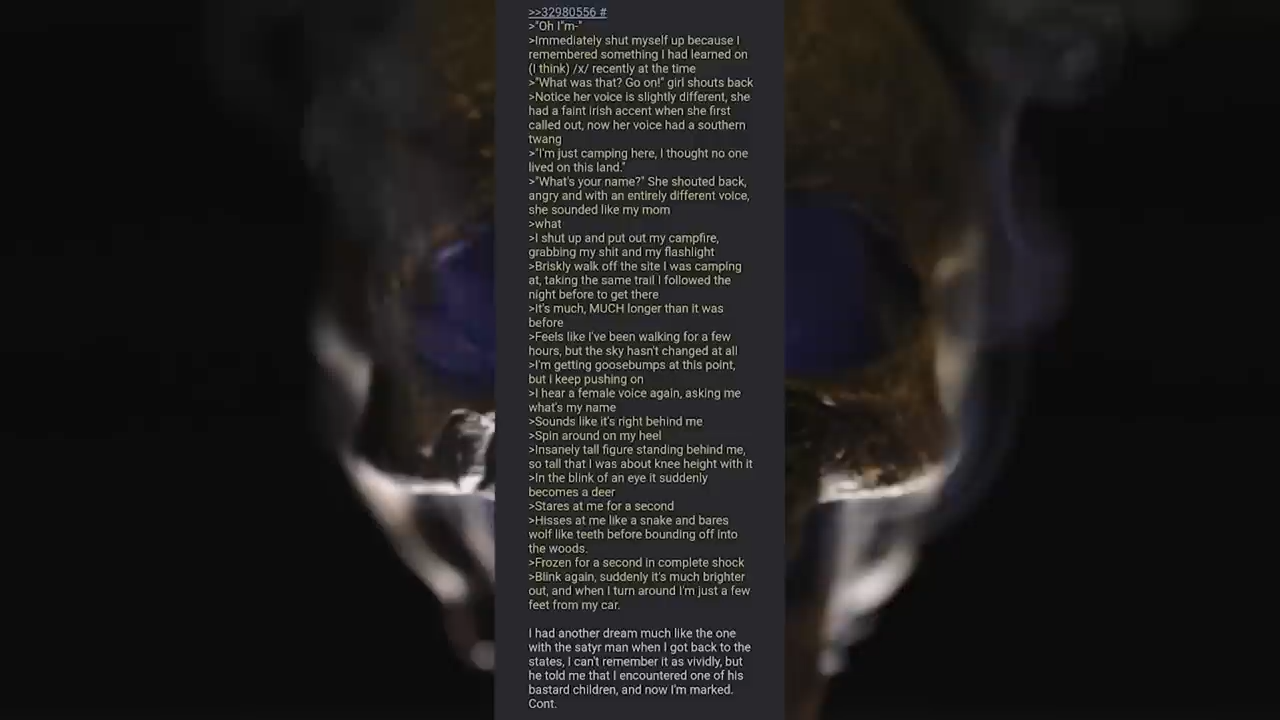 >>32980556 #
>"Oh I"m-"
>Immediately shut myself up because I
remembered something I had learned on
(I think) /x/ recently at the time
>"What was that? Go on!" girl shouts back
>Notice her voice is slightly different, she
had a faint irish accent when she first
called out, now her voice had a southern
twang
>"I'm just camping here, I thought no one
lived on this land."
>"What's your name?" She shouted back,
angry and with an entirely different voice,
she sounded like my mom
>what
>I shut up and put out my campfire,
grabbing my shit and my flashlight
>Briskly walk off the site I was camping
at, taking the same trail I followed the
night before to get there
>It's much, MUCH longer than it was
before
>Feels like I've been walking for a few
hours, but the sky hasn't changed at all
>I'm getting goosebumps at this point,
but i keep pushing on
>I hear a female voice again, asking me
what's my name
>Sounds like it's right behind me
>Spin around on my heel
>Insanely tall figure standing behind me,
so tall that I was about knee height with it
>In the blink of an eye it suddenly
becomes a deer
>Stares at me for a second
>Hisses at me like a snake and bares
wolf like teeth before bounding off into
the woods.
>Frozen for a second in complete shock
>Blink again, suddenly it's much brighter
out, and when I turn around I'm just a few
feet from my car.
I had another dream much like the one
with the satyr man when I got back to the
states, I can't remember it as vividly, but
he told me that I encountered one of his
bastard children, and now I'm marked.
Cont.